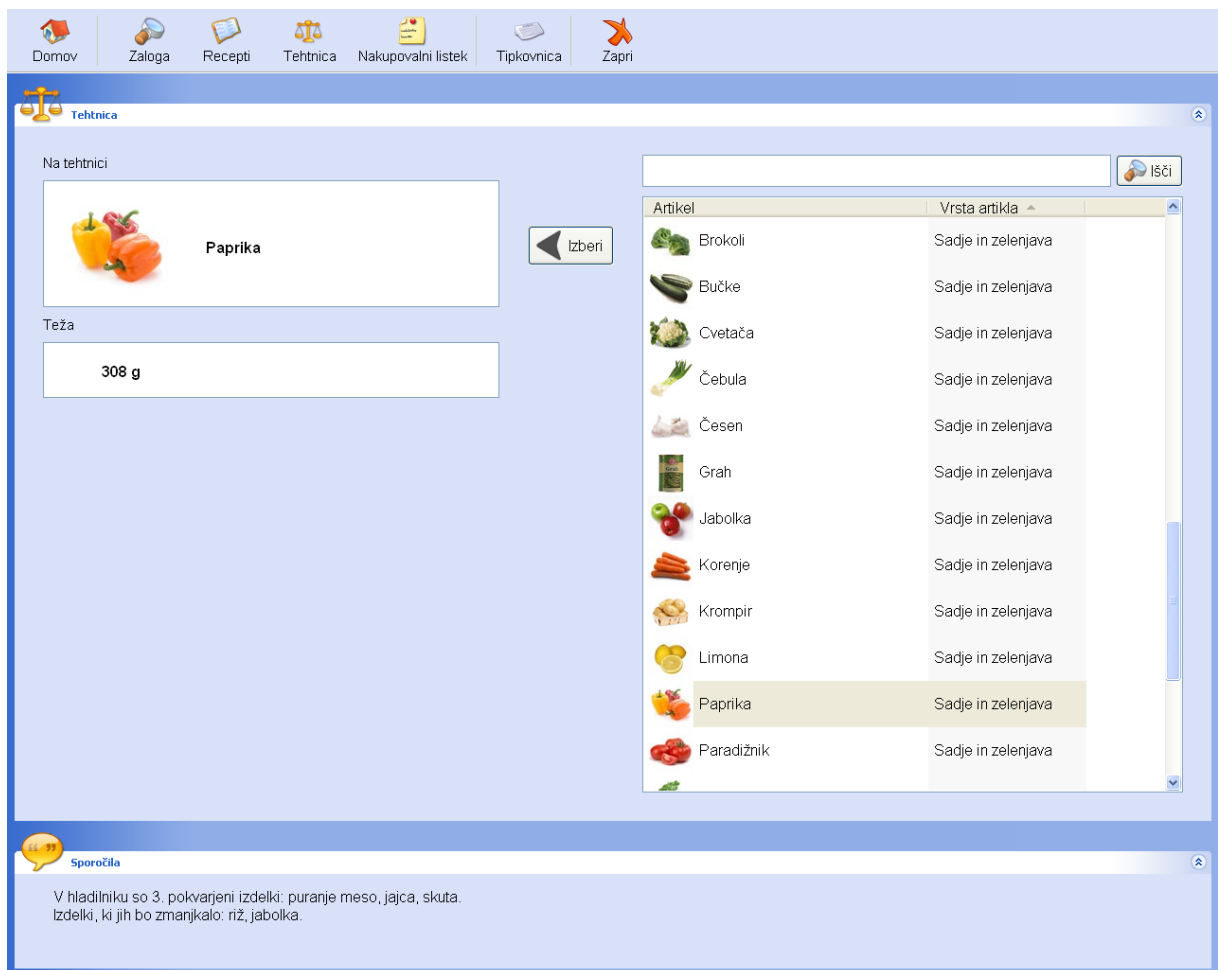 Domov Zaloga Recepti Tehtnica Nakupovalni listek Tipkovnica Zapri
Tehtnica
Na tehtnici
Paprika
Teža
308 g
Izberi
Išči
Artikel Vrsta artikla
Brokoli Sadje in zelenjava
Bučke Sadje in zelenjava
Cvetača Sadje in zelenjava
Čebula Sadje in zelenjava
Česen Sadje in zelenjava
Grah Sadje in zelenjava
Jabolka Sadje in zelenjava
Korenje Sadje in zelenjava
Krompir Sadje in zelenjava
Limona Sadje in zelenjava
Paprika Sadje in zelenjava
Paradižnik Sadje in zelenjava
Sporočila
V hladilniku so 3. pokvarjeni izdelki: puranje meso, jajca, skuta.
Izdelki, ki jih bo zmanjkalo: riž, jabolka.